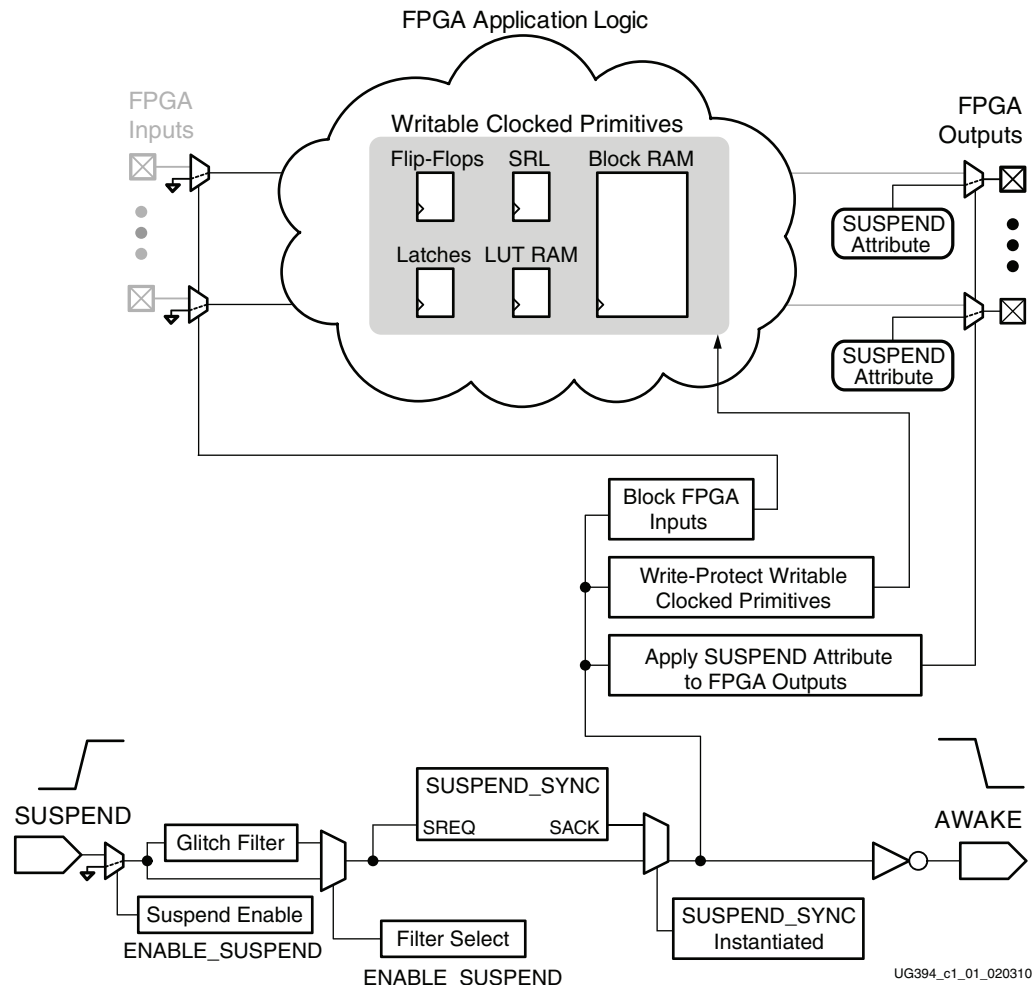 FPGA Application Logic
FPGA
Inputs
Writable Clocked Primitives
FPGA
Outputs
Flip-Flops
SRL
Block RAM
SUSPEND
Attribute
Latches
LUT RAM
SUSPEND
Attribute
Block FPGA
Inputs
Write-Protect Writable
Clocked Primitives
Apply SUSPEND Attribute
to FPGA Outputs
SUSPEND
SUSPEND_SYNC
SREQ
SACK
AWAKE
Glitch Filter
Suspend Enable
ENABLE_SUSPEND
Filter Select
ENABLE_SUSPEND
SUSPEND_SYNC
Instantiated
UG394_c1_01_020310